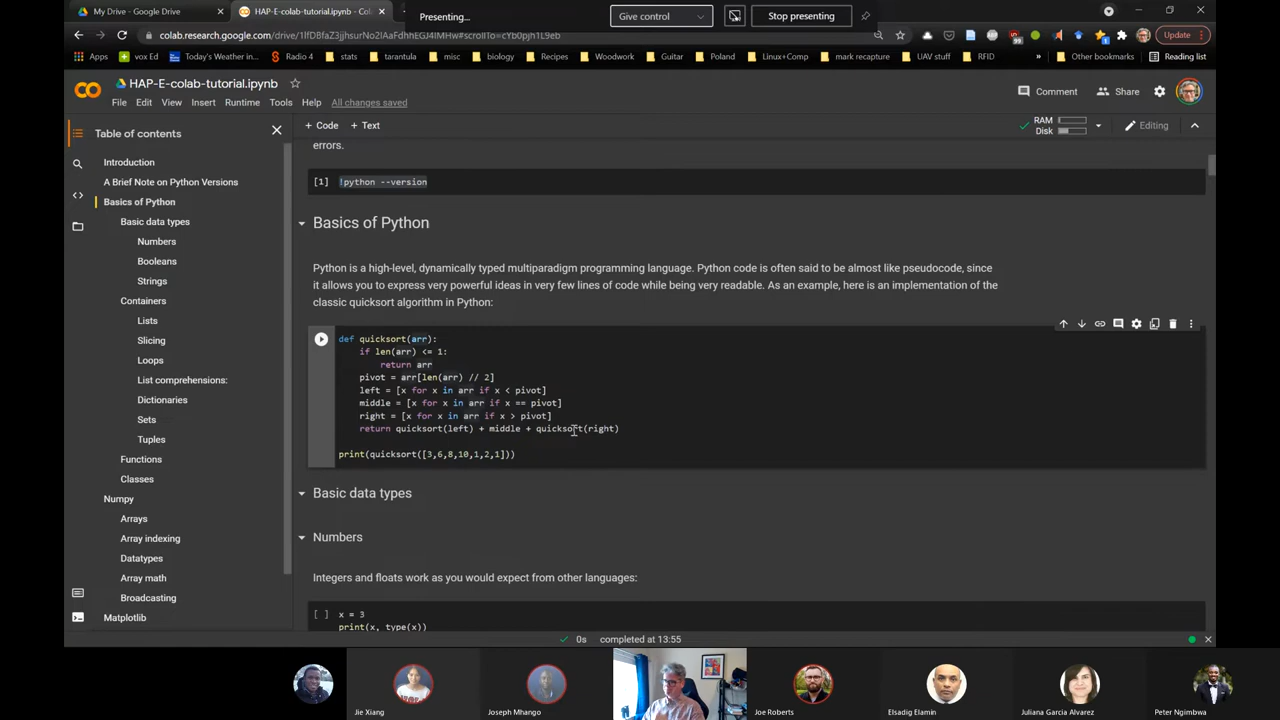 My Drive - Google Drive
HAP-E-colab-tutorial.ipynb - Col
Presenting...
Give control
Stop presenting
colab.research.google.com/drive/1lfD8faZ3jjhsurNo2IAaFdhhEGJ4IMHw#scrollTo=cYb0pjh1L9eb
Update
Apps
vox Ed
Today's Weather in...
Radio 4
stats
tarantula
misc
biology
Recipes
Woodwork
Guitar
Poland
Linux+Comp
mark recapture
UAV stuff
RFID
»
Other bookmarks
Reading list
HAP-E-colab-tutorial.ipynb
File Edit View Insert Runtime Tools Help All changes saved
Comment
Share
Table of contents
+ Code + Text
RAM
Disk
Editing
Introduction
A Brief Note on Python Versions
Basics of Python
Basic data types
Numbers
Booleans
Strings
Containers
Lists
Slicing
Loops
List comprehensions:
Dictionaries
Sets
Tuples
Functions
Classes
Numpy
Arrays
Array indexing
Datatypes
Array math
Broadcasting
Matplotlib
errors.
[1] !python --version
Basics of Python
Python is a high-level, dynamically typed multiparadigm programming language. Python code is often said to be almost like pseudocode, since
it allows you to express very powerful ideas in very few lines of code while being very readable. As an example, here is an implementation of the
classic quicksort algorithm in Python:
def quicksort(arr):
if len(arr) <= 1:
return arr
pivot = arr[len(arr) // 2]
left = [x for x in arr if x < pivot]
middle = [x for x in arr if x == pivot]
right = [x for x in arr if x > pivot]
return quicksort(left) + middle + quicksort(right)
print(quicksort([3,6,8,10,1,2,1]))
Basic data types
Numbers
Integers and floats work as you would expect from other languages:
[ ] x = 3
print(x, type(x))
0s completed at 13:55
Jie Xiang
Joseph Mhango
Joe Roberts
Elsadig Elamin
Juliana Garcia Alvarez
Peter Ngimbwa